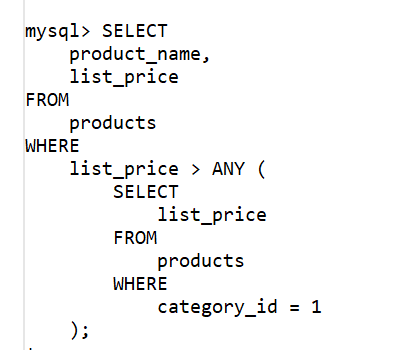 mysql> SELECT
    product_name,
    list_price
FROM
    products
WHERE
    list_price > ANY (
        SELECT
            list_price
        FROM
            products
        WHERE
            category_id = 1
    );